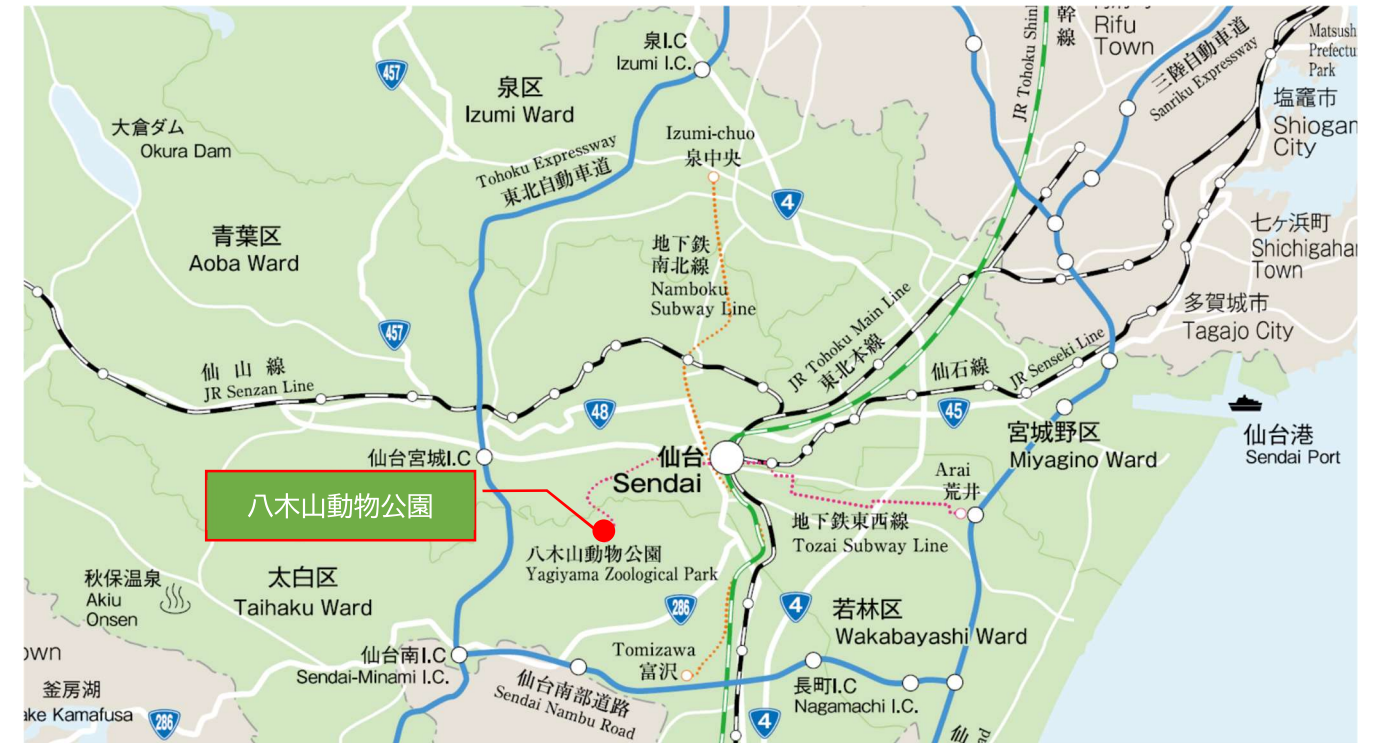 泉I.C
Izumi I.C.
幹線
JR Tohoku Shin
Rifu
Town
三陸自動車道
Sanriku Expressway
Matsush
Prefectu
Park
457
泉区
Izumi Ward
塩竈市
Shiogan
City
大倉ダム
Okura Dam
Izumi-chuo
泉中央
Tohoku Expressway
東北自動車道
4
青葉区
Aoba Ward
地下鉄
南北線
Namboku
Subway Line
七ヶ浜町
Shichigaha
Town
多賀城市
Tagajo City
457
仙山線
JR Senzan Line
JR Tohoku Main Line
東北本線
仙石線
JR Senseki Line
48
45
仙台港
Sendai Port
宮城野区
Miyagino Ward
仙台宮城I.C
仙台
Sendai
Arai
荒井
八木山動物公園
地下鉄東西線
Tozai Subway Line
八木山動物公園
Yagiyama Zoological Park
秋保温泉
Akiu
Onsen
太白区
Taihaku Ward
286
4
若林区
Wakabayashi Ward
仙台南I.C
Sendai-Minami I.C.
Tomizawa
富沢
仙台南部道路
Sendai Nambu Road
長町I.C
Nagamachi I.C.
own
釜房湖
ake Kamafusa
286
4
仙